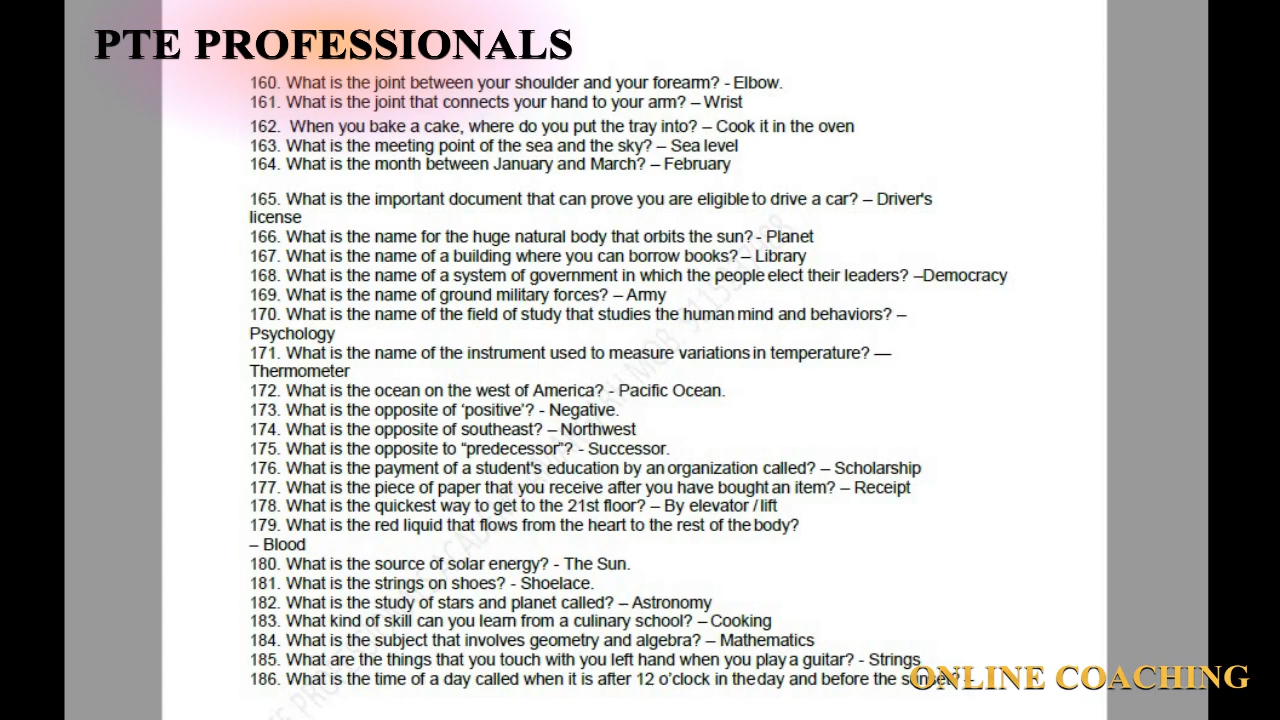 PTE PROFESSIONALS
160. What is the joint between your shoulder and your forearm? - Elbow.
161. What is the joint that connects your hand to your arm? – Wrist
162. When you bake a cake, where do you put the tray into? – Cook it in the oven
163. What is the meeting point of the sea and the sky? – Sea level
164. What is the month between January and March? – February
165. What is the important document that can prove you are eligible to drive a car? – Driver's
license
166. What is the name for the huge natural body that orbits the sun? - Planet
167. What is the name of a building where you can borrow books? – Library
168. What is the name of a system of government in which the people elect their leaders? –Democracy
169. What is the name of ground military forces? – Army
170. What is the name of the field of study that studies the human mind and behaviors? –
Psychology
171. What is the name of the instrument used to measure variations in temperature? —
Thermometer
172. What is the ocean on the west of America? - Pacific Ocean.
173. What is the opposite of ‘positive’? - Negative.
174. What is the opposite of southeast? – Northwest
175. What is the opposite to “predecessor”? - Successor.
176. What is the payment of a student's education by an organization called? – Scholarship
177. What is the piece of paper that you receive after you have bought an item? – Receipt
178. What is the quickest way to get to the 21st floor? – By elevator / lift
179. What is the red liquid that flows from the heart to the rest of the body?
– Blood
180. What is the source of solar energy? - The Sun.
181. What is the strings on shoes? - Shoelace.
182. What is the study of stars and planet called? – Astronomy
183. What kind of skill can you learn from a culinary school? – Cooking
184. What is the subject that involves geometry and algebra? – Mathematics
185. What are the things that you touch with you left hand when you play a guitar? - Strings
186. What is the time of a day called when it is after 12 o’clock in the day and before the sunset? –
ONLINE COACHING